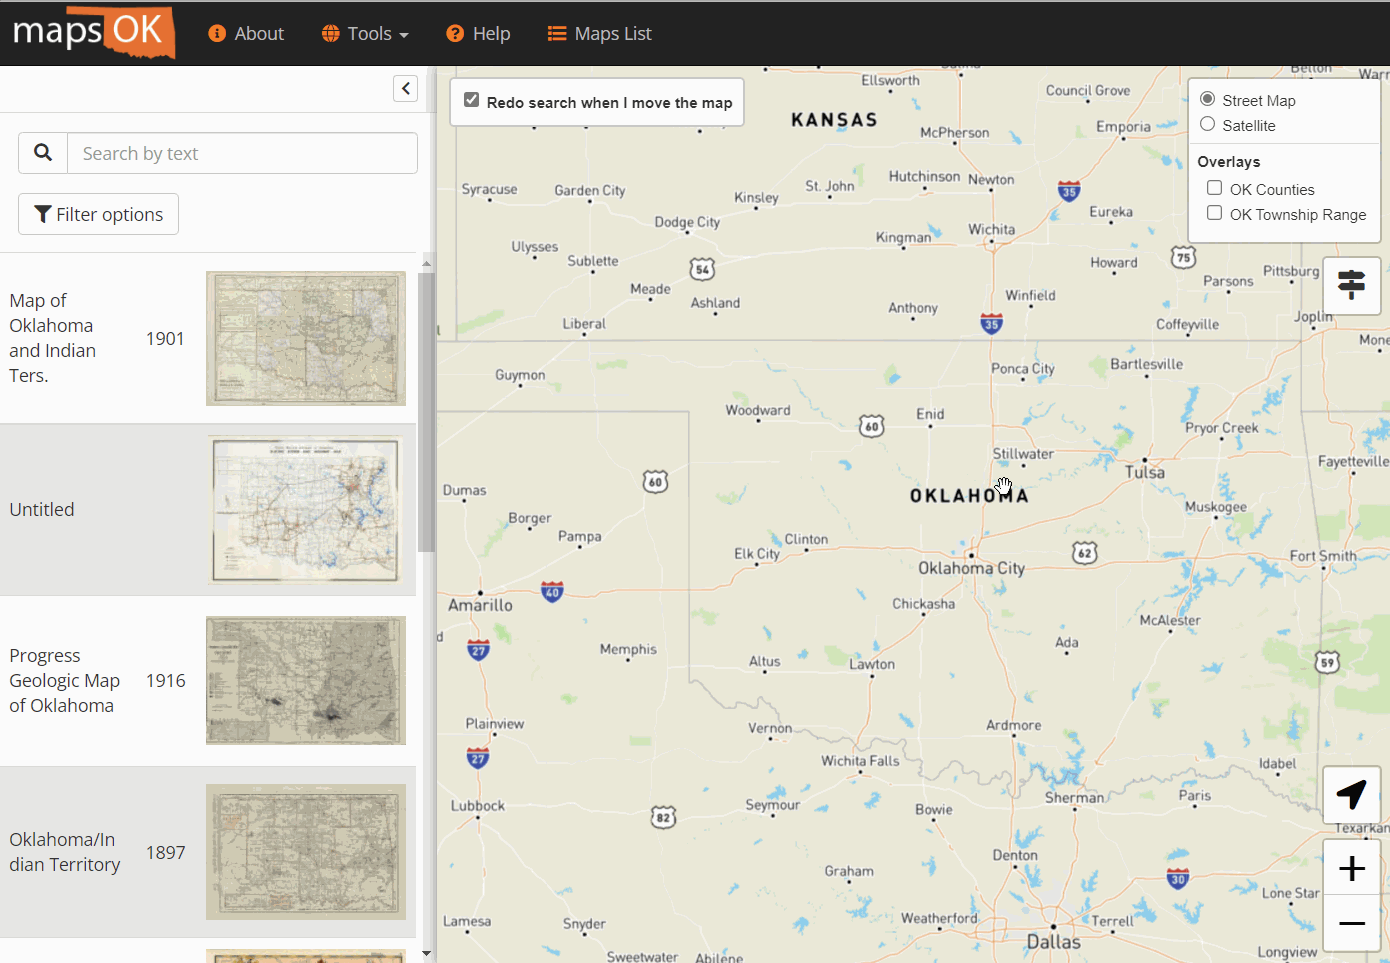 maps OK
About
Tools
Help
Maps List
Search by text
Filter options
Map of
Oklahoma
and Indian
Ters.
1901
Untitled
Progress
Geologic Map
of Oklahoma
1916
Oklahoma/In
dian Territory
1897
Redo search when I move the map
Street Map
Satellite
Overlays
OK Counties
OK Township Range
Ellsworth
Council Grove
KANSAS
McPherson
Emporia
Syracuse
Garden City
Kinsley
St. John
Hutchinson
Newton
35
Dodge City
Eureka
Ulysses
Sublette
Kingman
Wichita
54
Howard
75
Meade
Ashland
Anthony
Winfield
Parsons
Pittsburg
Liberal
35
Coffeyville
Joplin
Guymon
Ponca City
Bartlesville
Mone
Woodward
60
Enid
Pryor Creek
Stillwater
Tulsa
Fayetteville
Dumas
60
OKLAHOMA
Borger
Muskogee
Pampa
Clinton
Elk City
62
Fort Smith
Oklahoma City
40
Amarillo
Chickasha
McAlester
27
Memphis
Altus
Lawton
Ada
59
Plainview
Vernon
Ardmore
27
Wichita Falls
Idabel
Lubbock
82
Seymour
Bowie
Sherman
Paris
Texarkan
Denton
Graham
30
Lone Star
Lamesa
Snyder
Weatherford
Terrell
Dallas
Sweetwater
Abilene
Longview